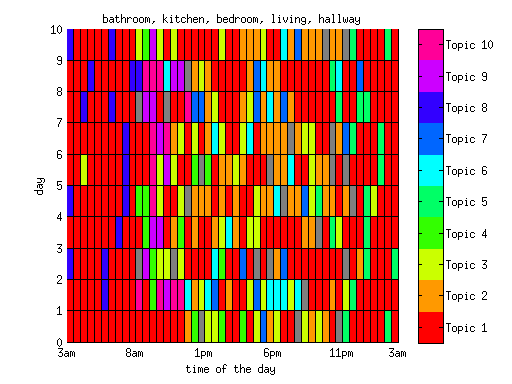 bathroom, kitchen, bedroom, living, hallway
10
9
8
7
6
5
4
3
2
1
0
day
3am
8am
1pm
6pm
11pm
3am
time of the day
Topic 10
Topic 9
Topic 8
Topic 7
Topic 6
Topic 5
Topic 4
Topic 3
Topic 2
Topic 1